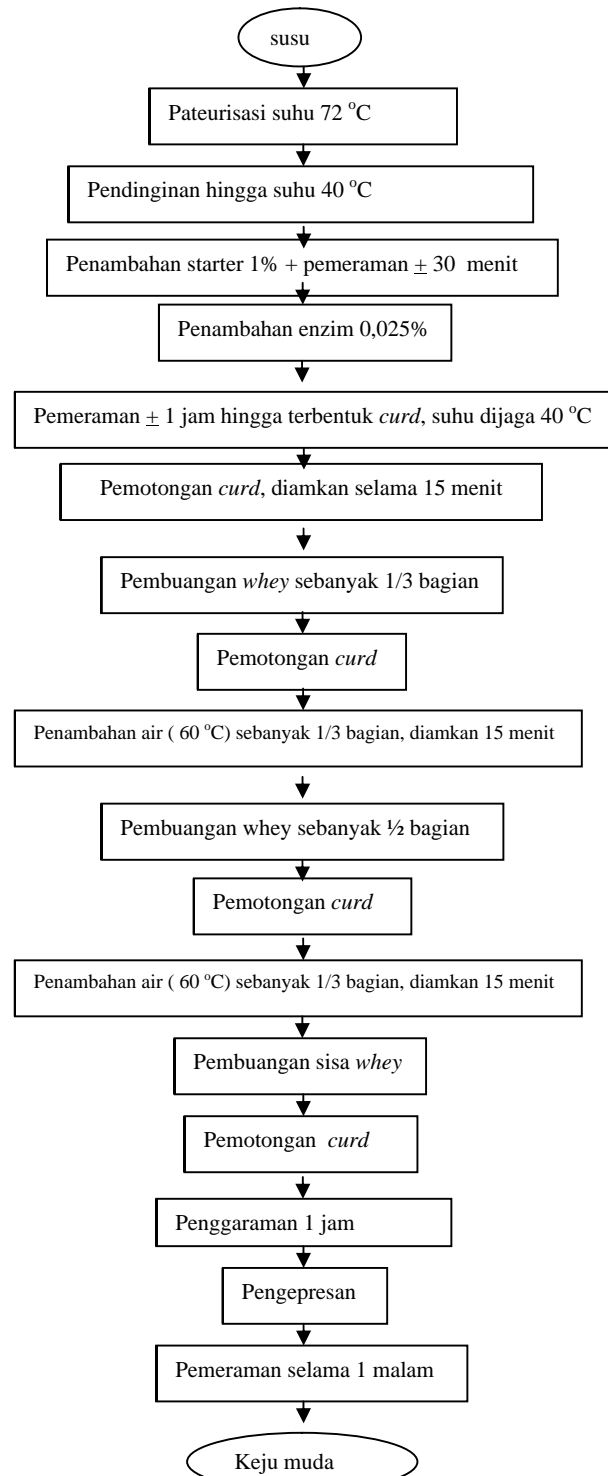 susu
Pateurisasi suhu 72 °C
Pendinginan hingga suhu 40 °C
Penambahan starter 1% + pemeraman ± 30 menit
Penambahan enzim 0,025%
Pemeraman ± 1 jam hingga terbentuk curd, suhu dijaga 40 °C
Pemotongan curd, diamkan selama 15 menit
Pembuangan whey sebanyak 1/3 bagian
Pemotongan curd
Penambahan air ( 60 °C) sebanyak 1/3 bagian, diamkan 15 menit
Pembuangan whey sebanyak ½ bagian
Pemotongan curd
Penambahan air ( 60 °C) sebanyak 1/3 bagian, diamkan 15 menit
Pembuangan sisa whey
Pemotongan curd
Penggaraman 1 jam
Pengepresan
Pemeraman selama 1 malam
Keju muda